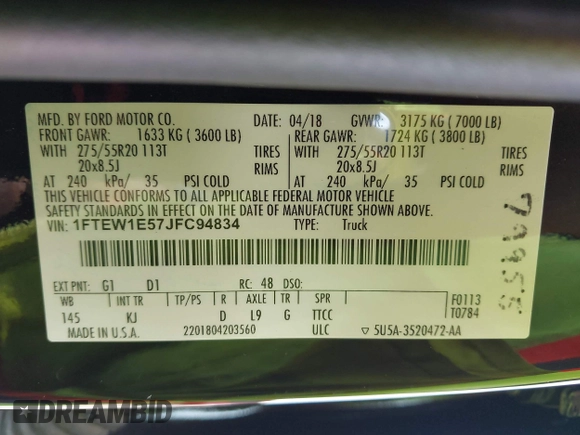 MFD. BY FORD MOTOR CO. DATE: 04/18 GVWR: 3175 KG ( 7000 LB)
FRONT GAWR: 1633 KG ( 3600 LB) REAR GAWR: 1724 KG ( 3800 LB)
WITH 275/55R20 113T TIRES WITH 275/55R20 113T TIRES
20x8.5J RIMS 20x8.5J RIMS
AT 240 kPa/ 35 PSI COLD AT 240 kPa/ 35 PSI COLD
THIS VEHICLE CONFORMS TO ALL APPLICABLE FEDERAL MOTOR VEHICLE
SAFETY STANDARDS IN EFFECT ON THE DATE OF MANUFACTURE SHOWN ABOVE.
VIN: 1FTEW1E57JFC94834 TYPE: Truck
EXT PNT: G1 D1 RC: 48 DSO:
WB INT TR TP/PS R AXLE TR SPR F0113
145 KJ D L9 G TTCC T0784
MADE IN U.S.A. 2201804203560 ULC 5U5A-3520472-AA
DREAMBID